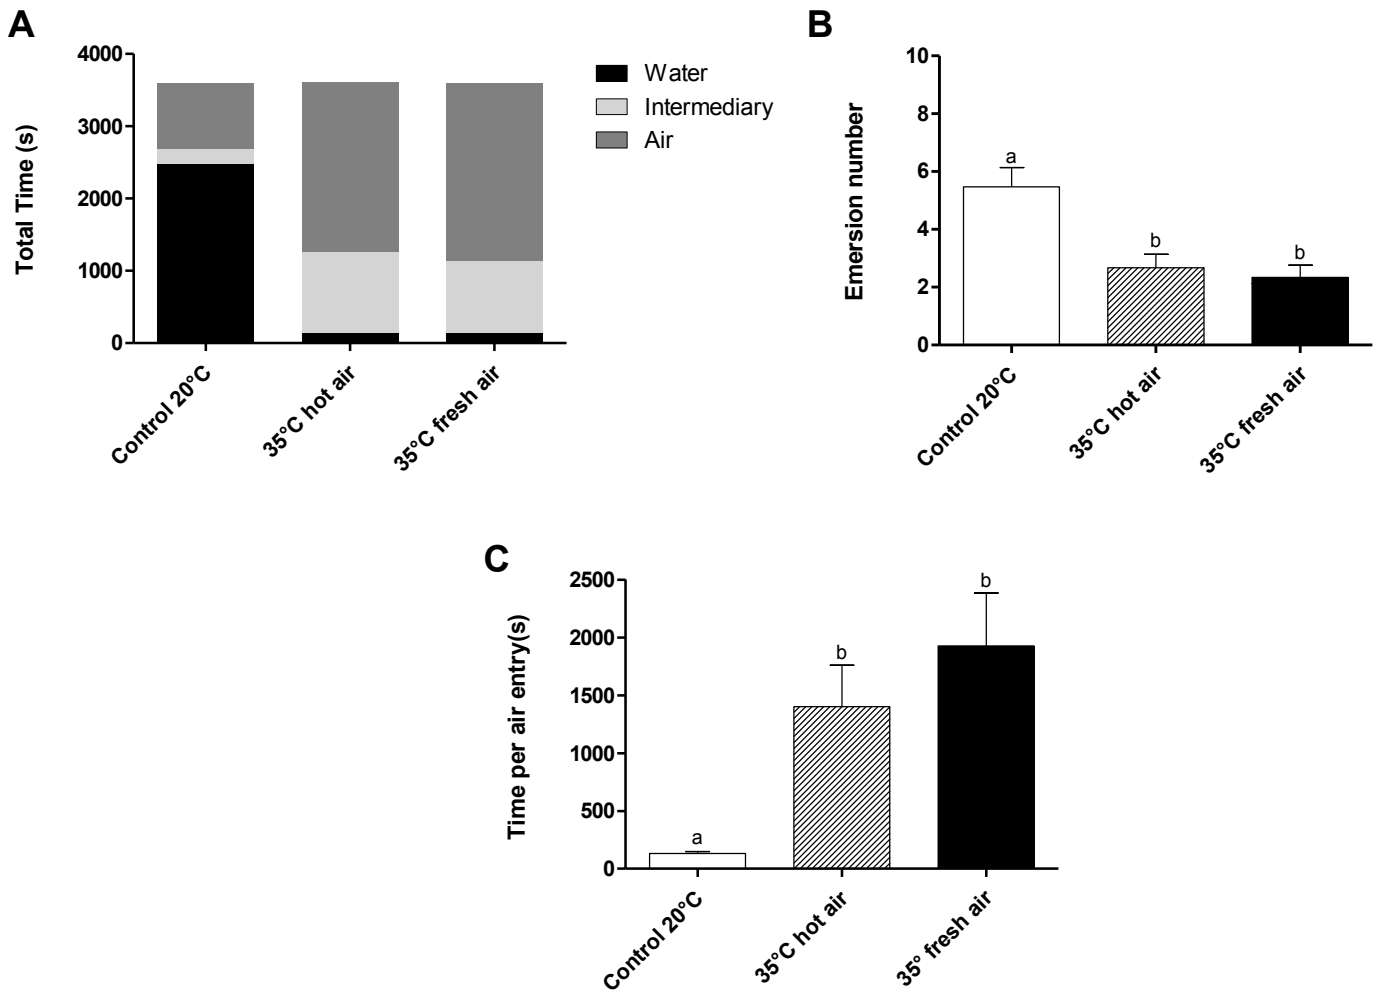 A
Total Time (s)
4000
3000
2000
1000
0
Control 20°C
35°C hot air
35°C fresh air
Water
Intermediary
Air
B
Emersion number
10
8
6
4
2
0
a
b
b
Control 20°C
35°C hot air
35°C fresh air
C
Time per air entry(s)
2500
2000
1500
1000
500
0
a
b
b
Control 20°C
35°C hot air
35° fresh air